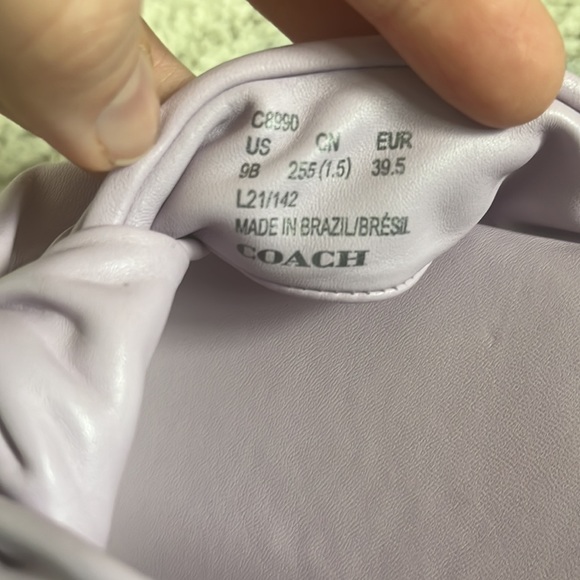 C8990
US CN EUR
9B 255(1.5) 39.5
L21/142
MADE IN BRAZIL/BRÉSIL
COACH